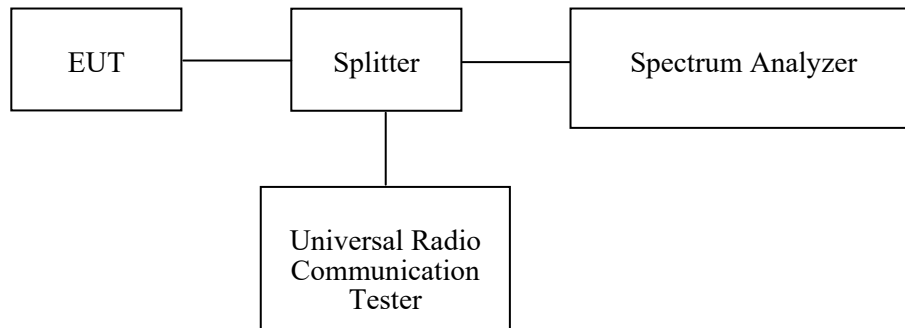 EUT
Splitter
Spectrum Analyzer
Universal Radio
Communication
Tester